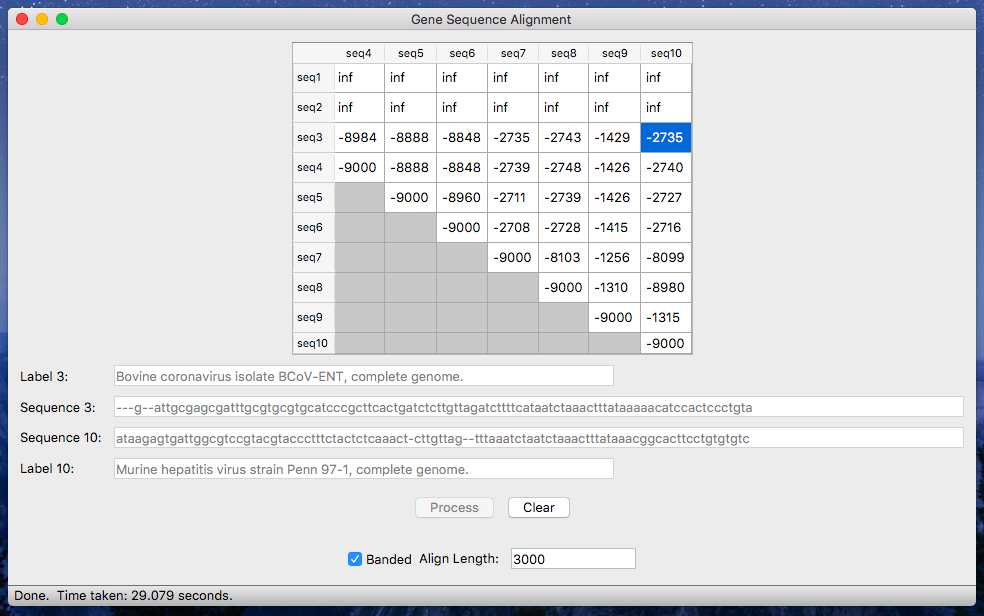 Gene Sequence Alignment
seq4 seq5 seq6 seq7 seq8 seq9 seq10
seq1 inf inf inf inf inf inf inf
seq2 inf inf inf inf inf inf inf
seq3 -8984 -8888 -8848 -2735 -2743 -1429 -2735
seq4 -9000 -8888 -8848 -2739 -2748 -1426 -2740
seq5 -9000 -8960 -2711 -2739 -1426 -2727
seq6 -9000 -2708 -2728 -1415 -2716
seq7 -9000 -8103 -1256 -8099
seq8 -9000 -1310 -8980
seq9 -9000 -1315
seq10 -9000
Label 3: Bovine coronavirus isolate BCoV-ENT, complete genome.
Sequence 3: ---g--attgcgagcgatttgcgtgcgtgcatcccgcttcactgatctcttgttagatcttttcataatctaaactttataaaaacatccactccctgta
Sequence 10: ataagagtgattggcgtccgtacgtaccctttctactctcaaact-cttgttag--tttaaatctaatctaaactttataaacggcacttcctgtgtgtc
Label 10: Murine hepatitis virus strain Penn 97-1, complete genome.
Process Clear
Banded Align Length: 3000
Done. Time taken: 29.079 seconds.